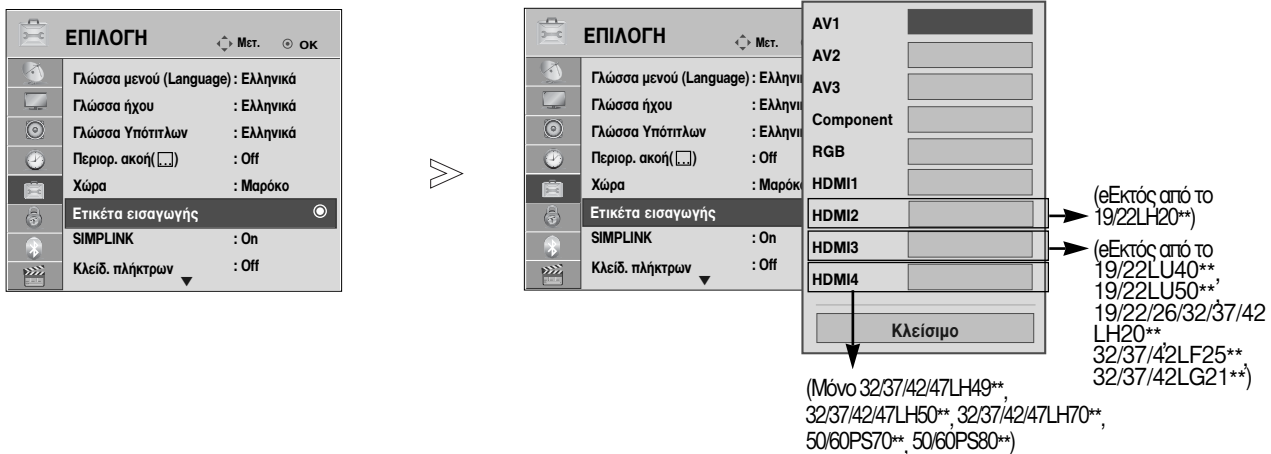 ΕΠΙΛΟΓΗ Μετ. OK
Γλώσσα μενού (Language) : Ελληνικά
Γλώσσα ήχου : Ελληνικά
Γλώσσα Υπότιτλων : Ελληνικά
Περιορ. ακοή( ) : Off
Χώρα : Μαρόκο
Ετικέτα εισαγωγής
SIMPLINK : On
Κλείδ. πλήκτρων : Off
ΕΠΙΛΟΓΗ Μετ.
Γλώσσα μενού (Language) : Ελληνι
Γλώσσα ήχου : Ελληνι
Γλώσσα Υπότιτλων : Ελληνι
Περιορ. ακοή( ) : Off
Χώρα : Μαρόκ
Ετικέτα εισαγωγής
SIMPLINK : On
Κλείδ. πλήκτρων : Off
AV1
AV2
AV3
Component
RGB
HDMI1
HDMI2
HDMI3
HDMI4
Κλείσιμο
(eΕκτός από το
19/22LH20**)
(eΕκτός από το
19/22LU40**,
19/22LU50**,
19/22/26/32/37/42
LH20**,
32/37/42LF25**,
32/37/42LG21**)
(Μόνο 32/37/42/47LH49**,
32/37/42/47LH50**, 32/37/42/47LH70**,
50/60PS70**, 50/60PS80**)